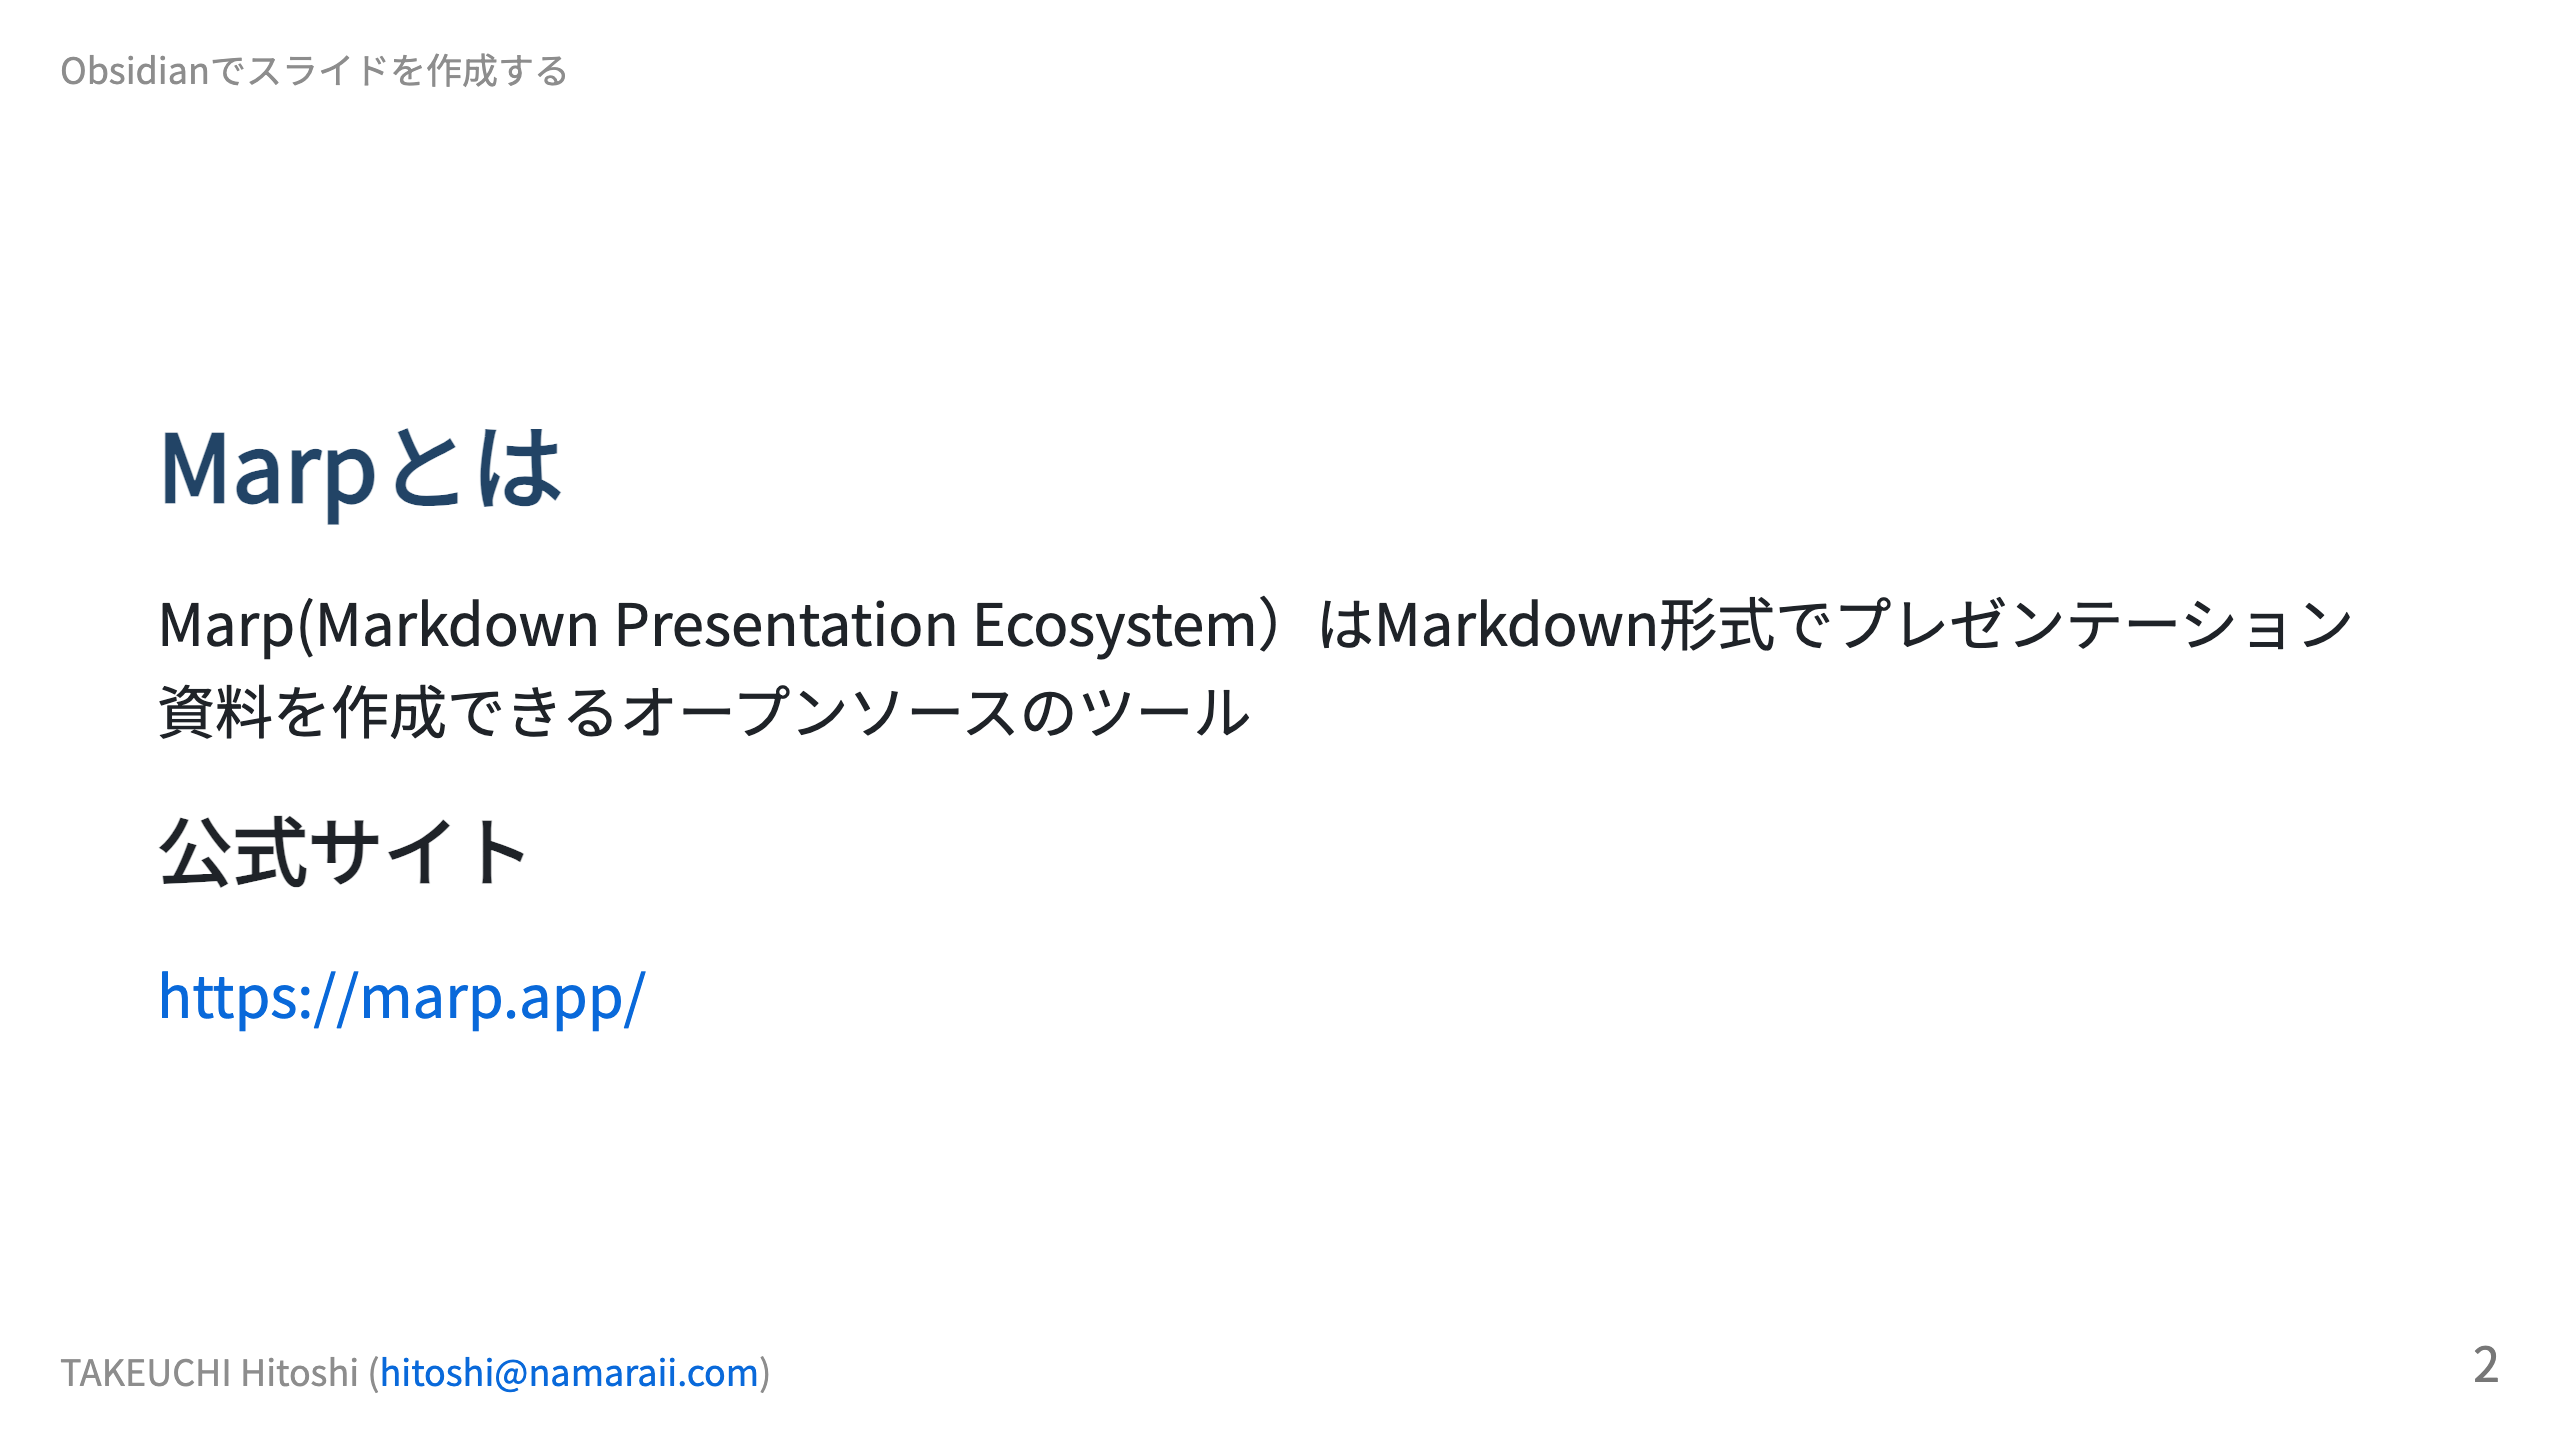 Obsidianでスライドを作成する
Marpとは
Marp(Markdown Presentation Ecosystem）はMarkdown形式でプレゼンテーション
資料を作成できるオープンソースのツール
公式サイト
https://marp.app/
TAKEUCHI Hitoshi (hitoshi@namaraii.com)
2